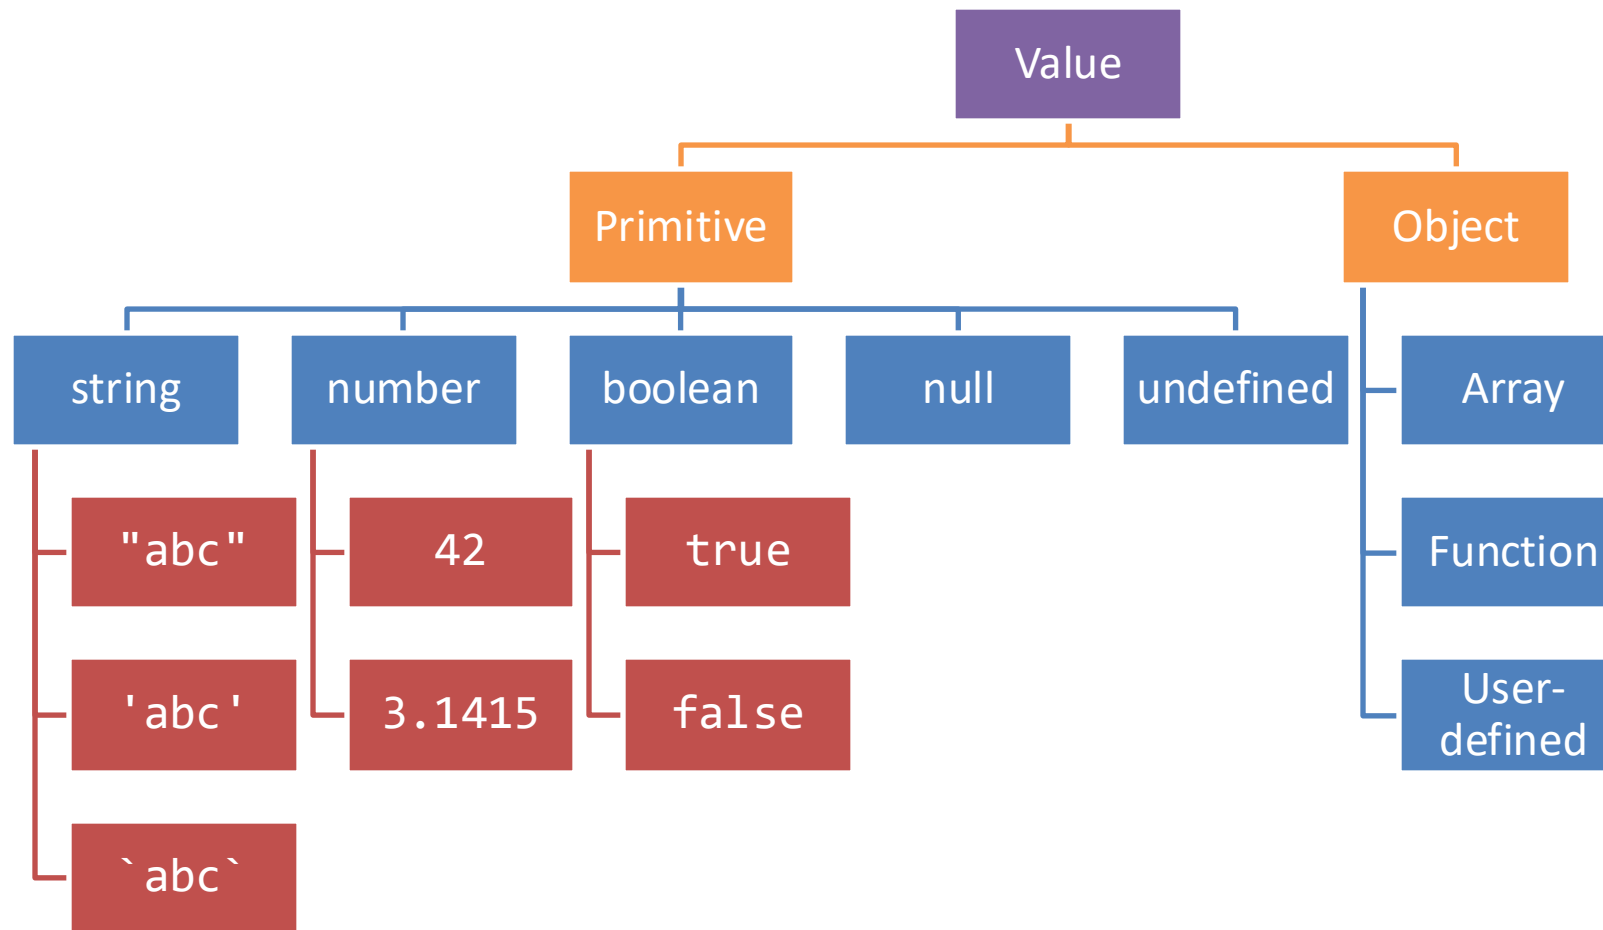 Value
Primitive
Object
string
number
boolean
null
undefined
Array
"abc"
42
true
Function
'abc'
3.1415
false
User-
defined
`abc`